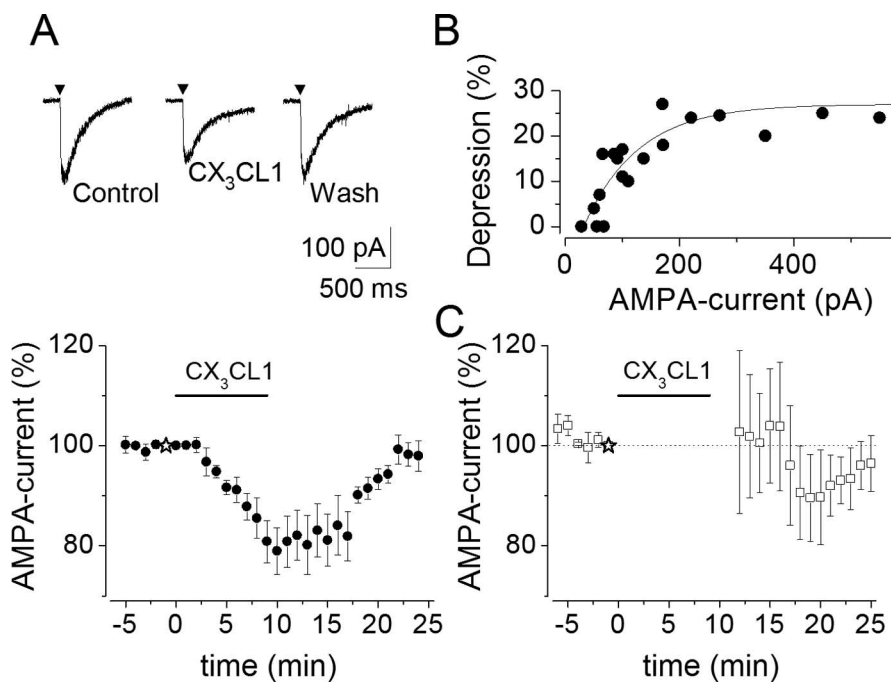 A
Control
CX₃CL1
Wash
100 pA
500 ms
B
Depression (%)
30
20
10
0
0 200 400
AMPA-current (pA)
AMPA-current (%)
120
100
80
CX₃CL1
-5 0 5 10 15 20 25
time (min)
C
AMPA-current (%)
120
100
80
CX₃CL1
-5 0 5 10 15 20 25
time (min)